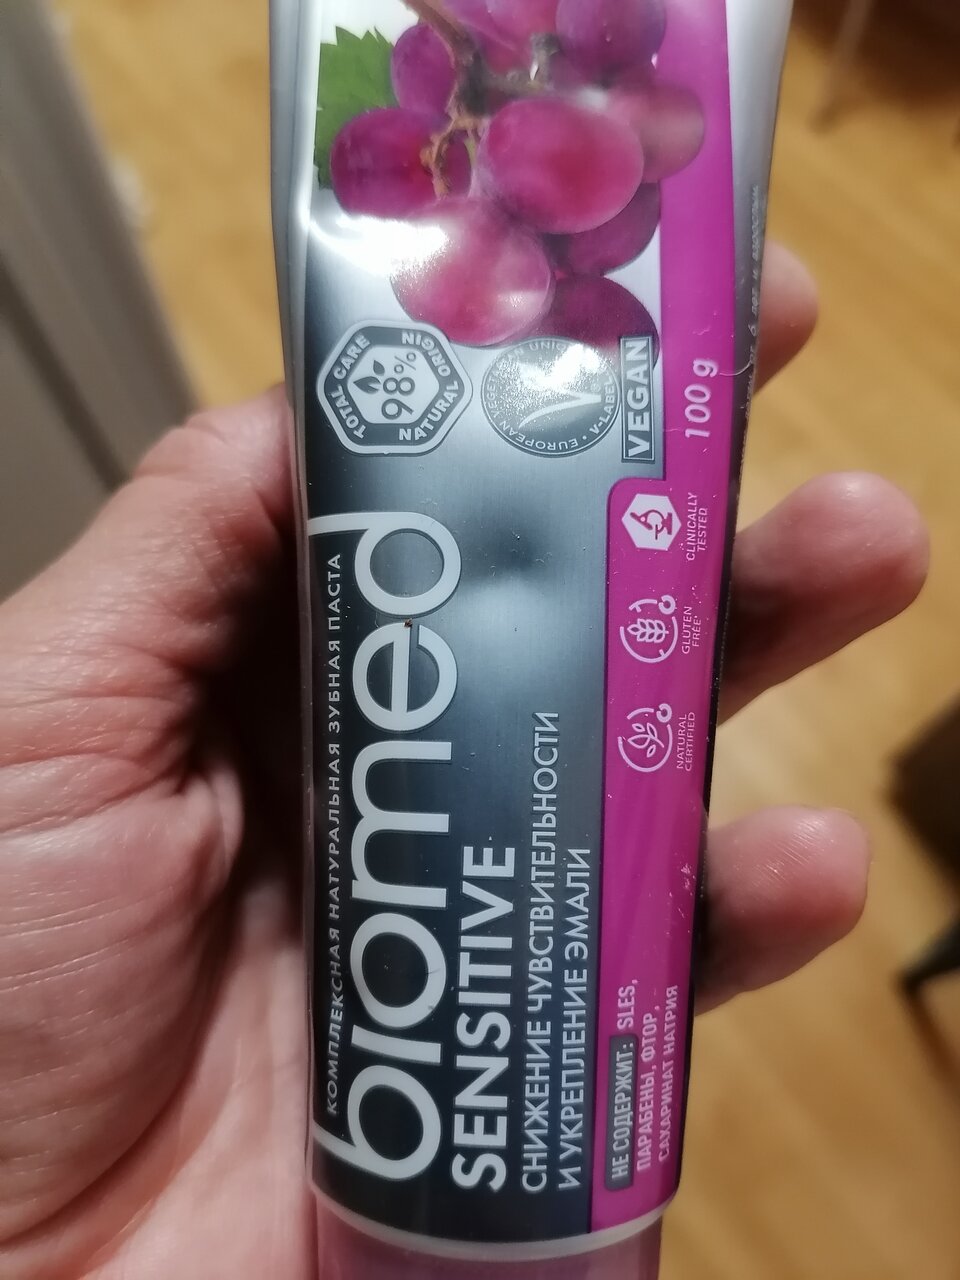 КОМПЛЕКСНАЯ НАТУРАЛЬНАЯ ЗУБНАЯ ПАСТА
biomed
SENSITIVE
СНИЖЕНИЕ ЧУВСТВИТЕЛЬНОСТИ
И УКРЕПЛЕНИЕ ЭМАЛИ
НЕ СОДЕРЖИТ: SLES,
ПАРАБЕНЫ, ФТОР,
САХАРИНАТ НАТРИЯ
NATURAL
CERTIFIED
GLUTEN
FREE
CLINICALLY
TESTED
100 g
TOTAL CARE
98%
NATURAL ORIGIN
EUROPEAN VEGETARIAN UNION
V-LABEL
VEGAN